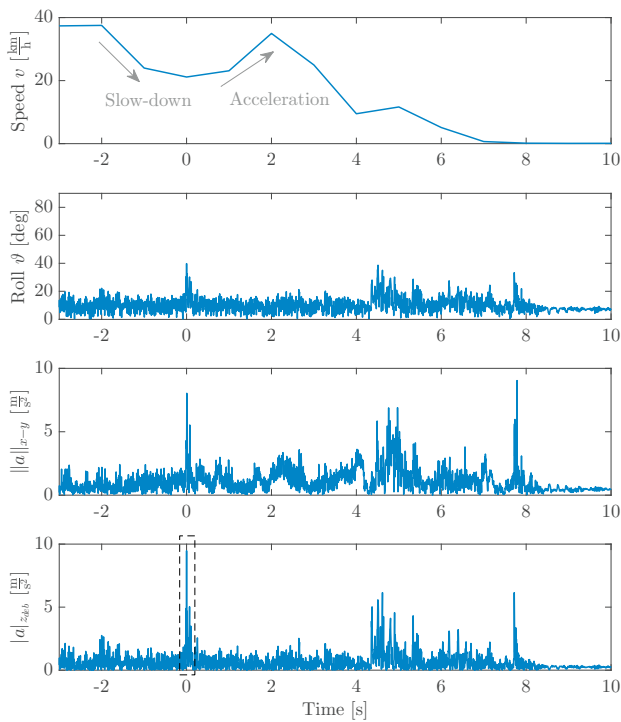 40
20
0
Speed v [km/h]
Slow-down
Acceleration
-2 0 2 4 6 8 10
80
60
40
20
0
Roll ϑ [deg]
-2 0 2 4 6 8 10
10
5
0
||a||x−y [m/s²]
-2 0 2 4 6 8 10
10
5
0
|a|z_deb [m/s²]
-2 0 2 4 6 8 10
Time [s]